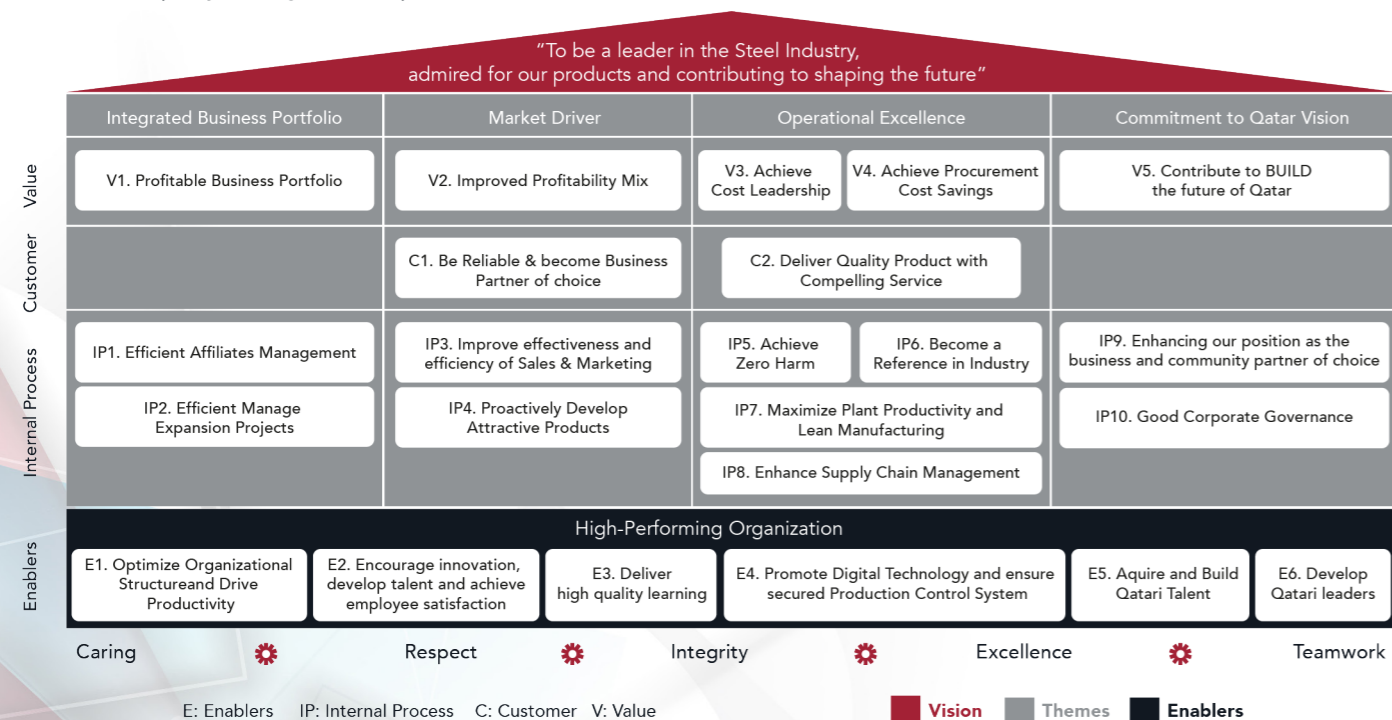 “To be a leader in the Steel Industry,
admired for our products and contributing to shaping the future”
Integrated Business Portfolio
Market Driver
Operational Excellence
Commitment to Qatar Vision
Value
V1. Profitable Business Portfolio
V2. Improved Profitability Mix
V3. Achieve
Cost Leadership
V4. Achieve Procurement
Cost Savings
V5. Contribute to BUILD
the future of Qatar
Customer
C1. Be Reliable & become Business
Partner of choice
C2. Deliver Quality Product with
Compelling Service
Internal Process
IP1. Efficient Affiliates Management
IP2. Efficient Manage
Expansion Projects
IP3. Improve effectiveness and
efficiency of Sales & Marketing
IP4. Proactively Develop
Attractive Products
IP5. Achieve
Zero Harm
IP6. Become a
Reference in Industry
IP7. Maximize Plant Productivity and
Lean Manufacturing
IP8. Enhance Supply Chain Management
IP9. Enhancing our position as the
business and community partner of choice
IP10. Good Corporate Governance
Enablers
High-Performing Organization
E1. Optimize Organizational
Structureand Drive
Productivity
E2. Encourage innovation,
develop talent and achieve
employee satisfaction
E3. Deliver
high quality learning
E4. Promote Digital Technology and ensure
secured Production Control System
E5. Aquire and Build
Qatari Talent
E6. Develop
Qatari leaders
Caring
Respect
Integrity
Excellence
Teamwork
E: Enablers IP: Internal Process C: Customer V: Value
Vision
Themes
Enablers